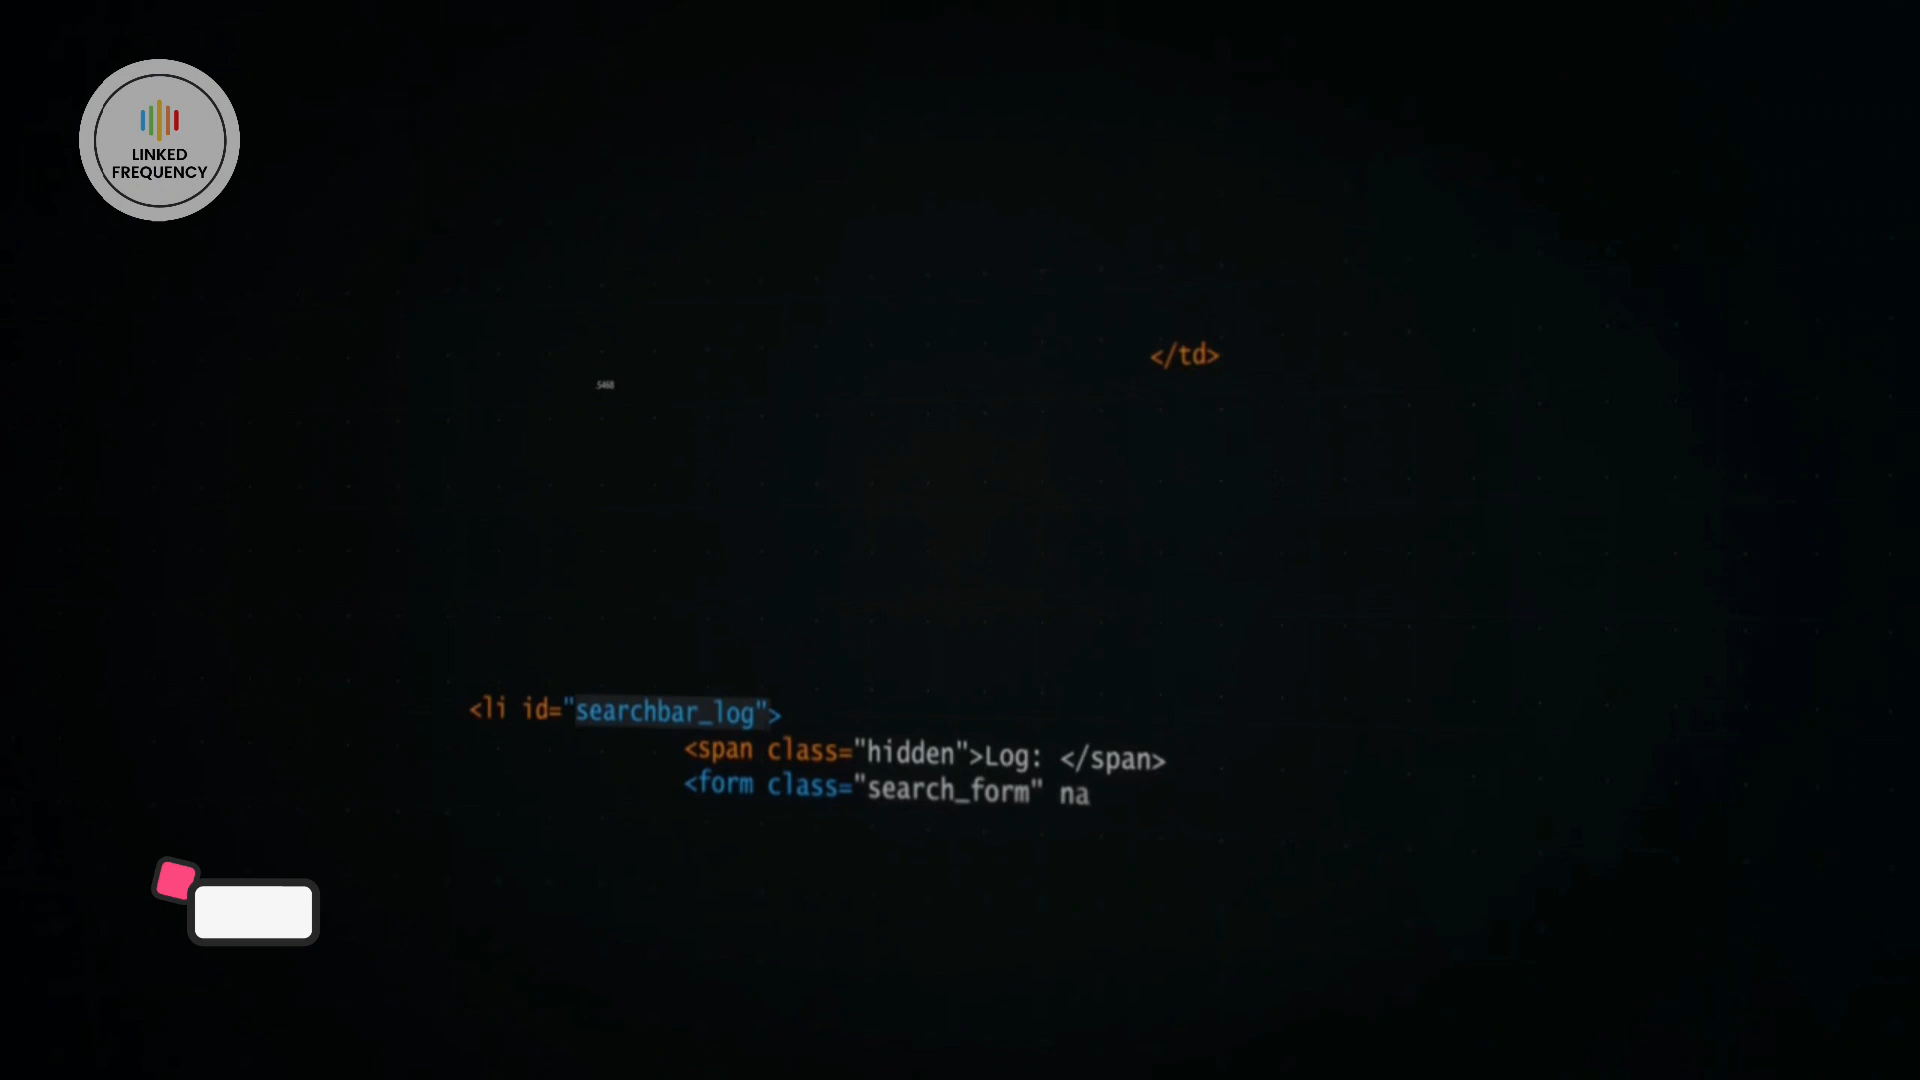 LINKED
FREQUENCY
</td>
<li id="searchbar_log">
<span class="hidden">Log: </span>
<form class="search_form" na